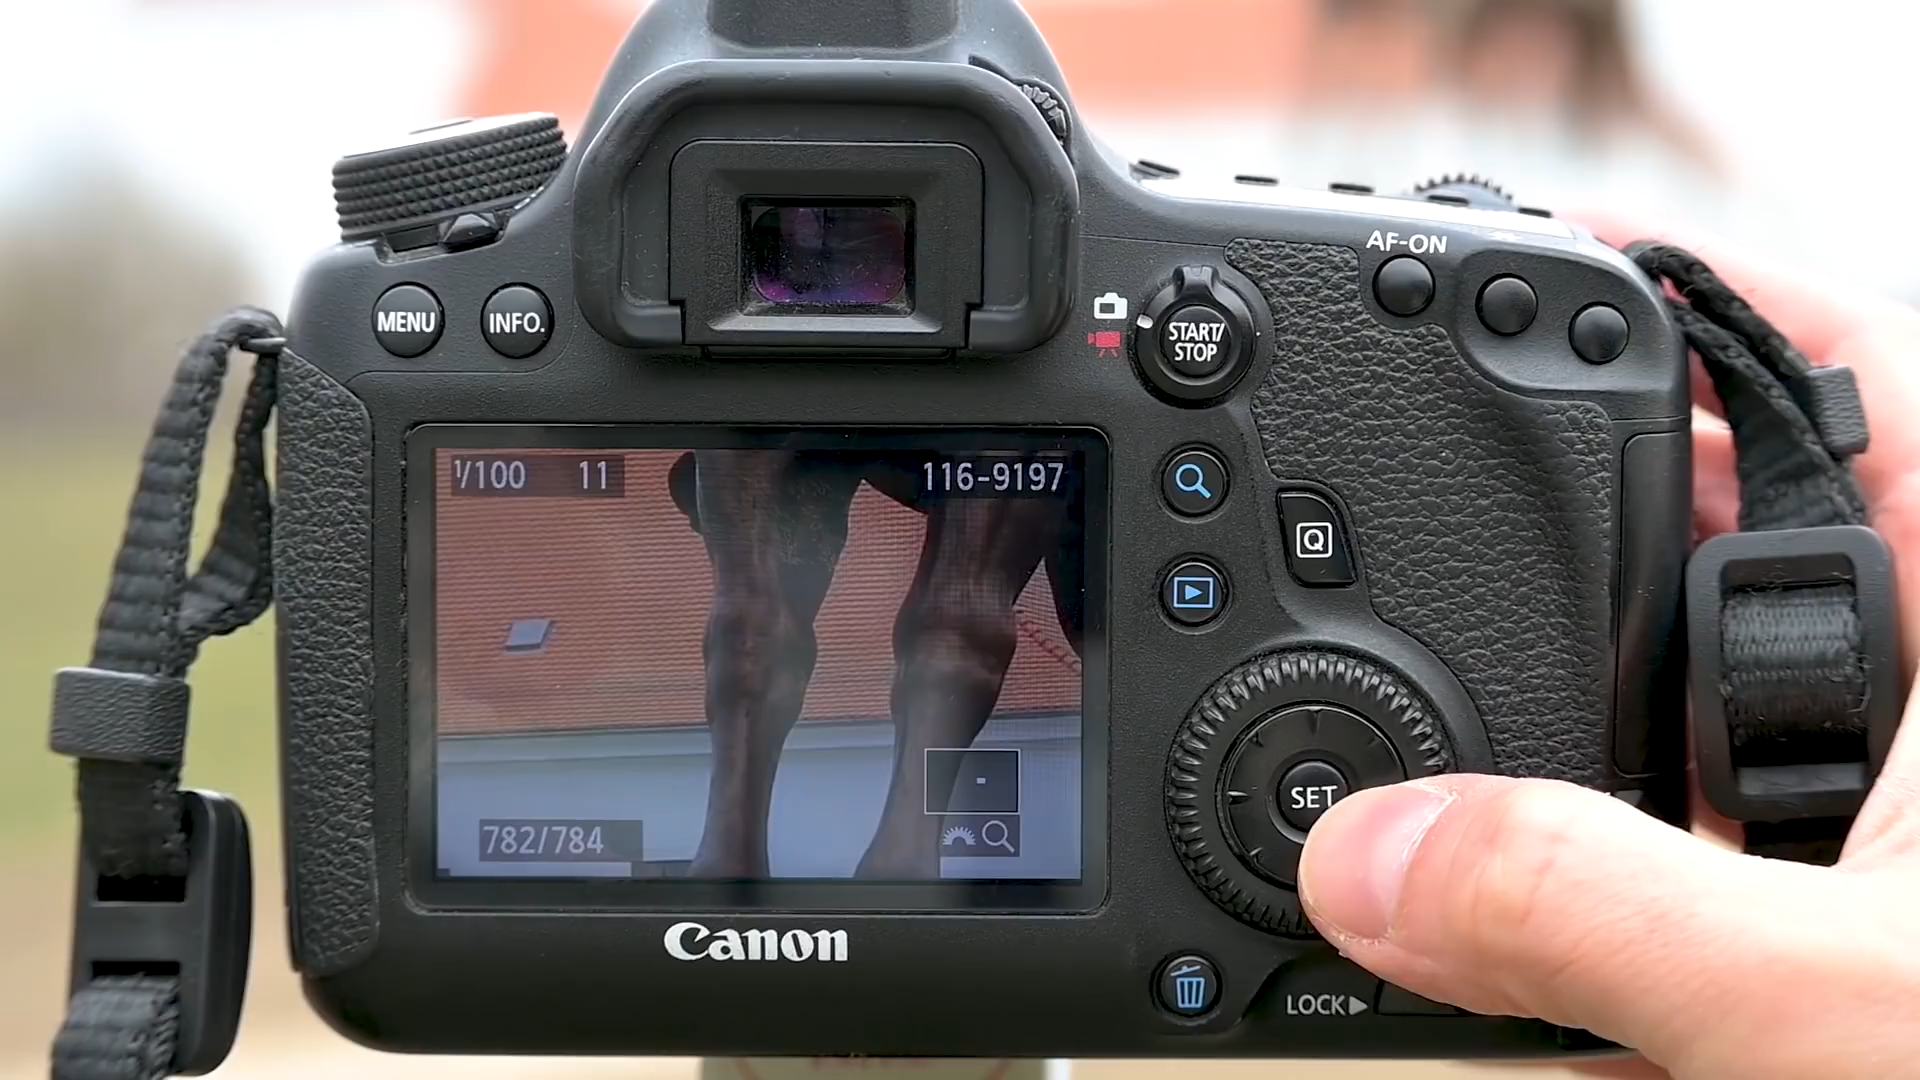 AF-ON
MENU
INFO.
START/
STOP
1/100 11 116-9197
Q
782/784
SET
Canon
LOCK